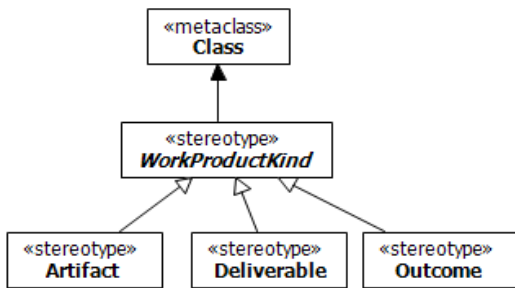 «metaclass»
Class
«stereotype»
WorkProductKind
«stereotype»
Artifact
«stereotype»
Deliverable
«stereotype»
Outcome